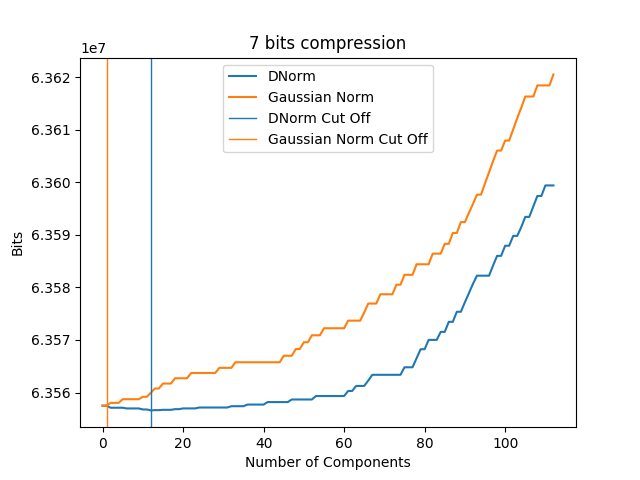 7 bits compression
1e7
DNorm
Gaussian Norm
DNorm Cut Off
Gaussian Norm Cut Off
6.362
6.361
6.360
6.359
6.358
6.357
6.356
Bits
0 20 40 60 80 100
Number of Components